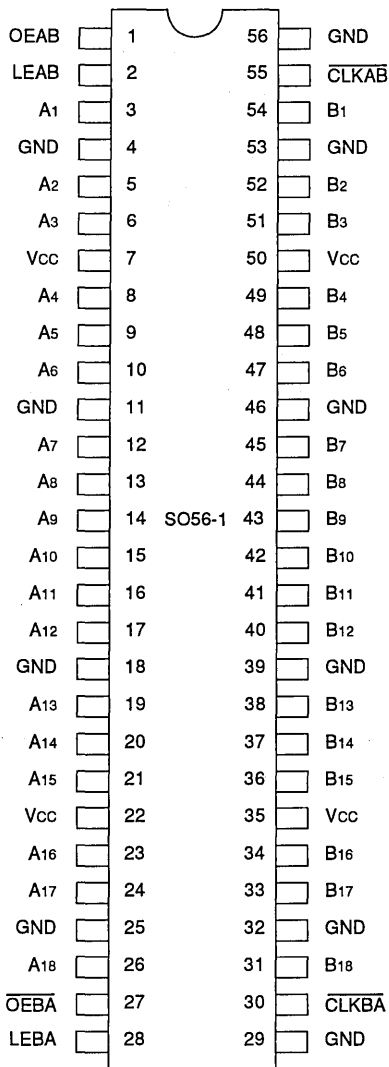 OEAB 1 56 GND
LEAB 2 55 CLKAB
A1 3 54 B1
GND 4 53 GND
A2 5 52 B2
A3 6 51 B3
VCC 7 50 VCC
A4 8 49 B4
A5 9 48 B5
A6 10 47 B6
GND 11 46 GND
A7 12 45 B7
A8 13 44 B8
A9 14 SO56-1 43 B9
A10 15 42 B10
A11 16 41 B11
A12 17 40 B12
GND 18 39 GND
A13 19 38 B13
A14 20 37 B14
A15 21 36 B15
VCC 22 35 VCC
A16 23 34 B16
A17 24 33 B17
GND 25 32 GND
A18 26 31 B18
OEBA 27 30 CLKBA
LEBA 28 29 GND